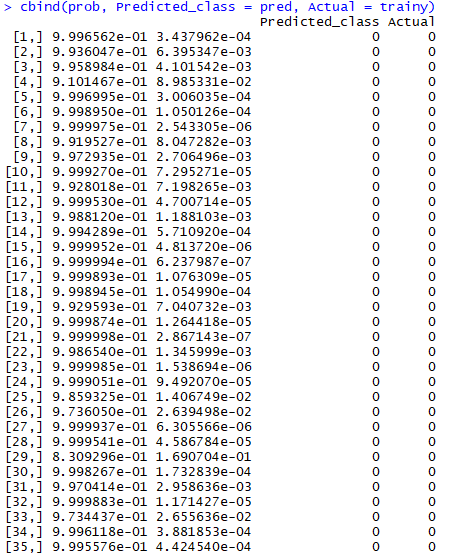 > cbind(prob, Predicted_class = pred, Actual = trainy)
Predicted_class Actual
[1,] 9.996562e-01 3.437962e-04 0 0
[2,] 9.936047e-01 6.395347e-03 0 0
[3,] 9.958984e-01 4.101542e-03 0 0
[4,] 9.101467e-01 8.985331e-02 0 0
[5,] 9.996995e-01 3.006035e-04 0 0
[6,] 9.998950e-01 1.050126e-04 0 0
[7,] 9.999975e-01 2.543305e-06 0 0
[8,] 9.919527e-01 8.047282e-03 0 0
[9,] 9.972935e-01 2.706496e-03 0 0
[10,] 9.999270e-01 7.295271e-05 0 0
[11,] 9.928018e-01 7.198265e-03 0 0
[12,] 9.999530e-01 4.700714e-05 0 0
[13,] 9.988120e-01 1.188103e-03 0 0
[14,] 9.994289e-01 5.710920e-04 0 0
[15,] 9.999952e-01 4.813720e-06 0 0
[16,] 9.999994e-01 6.237987e-07 0 0
[17,] 9.999893e-01 1.076309e-05 0 0
[18,] 9.998945e-01 1.054990e-04 0 0
[19,] 9.929593e-01 7.040732e-03 0 0
[20,] 9.999874e-01 1.264418e-05 0 0
[21,] 9.999998e-01 2.867143e-07 0 0
[22,] 9.986540e-01 1.345999e-03 0 0
[23,] 9.999985e-01 1.538694e-06 0 0
[24,] 9.999051e-01 9.492070e-05 0 0
[25,] 9.859325e-01 1.406749e-02 0 0
[26,] 9.736050e-01 2.639498e-02 0 0
[27,] 9.999937e-01 6.305566e-06 0 0
[28,] 9.999541e-01 4.586784e-05 0 0
[29,] 8.309296e-01 1.690704e-01 0 0
[30,] 9.998267e-01 1.732839e-04 0 0
[31,] 9.970414e-01 2.958636e-03 0 0
[32,] 9.999883e-01 1.171427e-05 0 0
[33,] 9.734437e-01 2.655636e-02 0 0
[34,] 9.996118e-01 3.881853e-04 0 0
[35,] 9.995576e-01 4.424540e-04 0 0